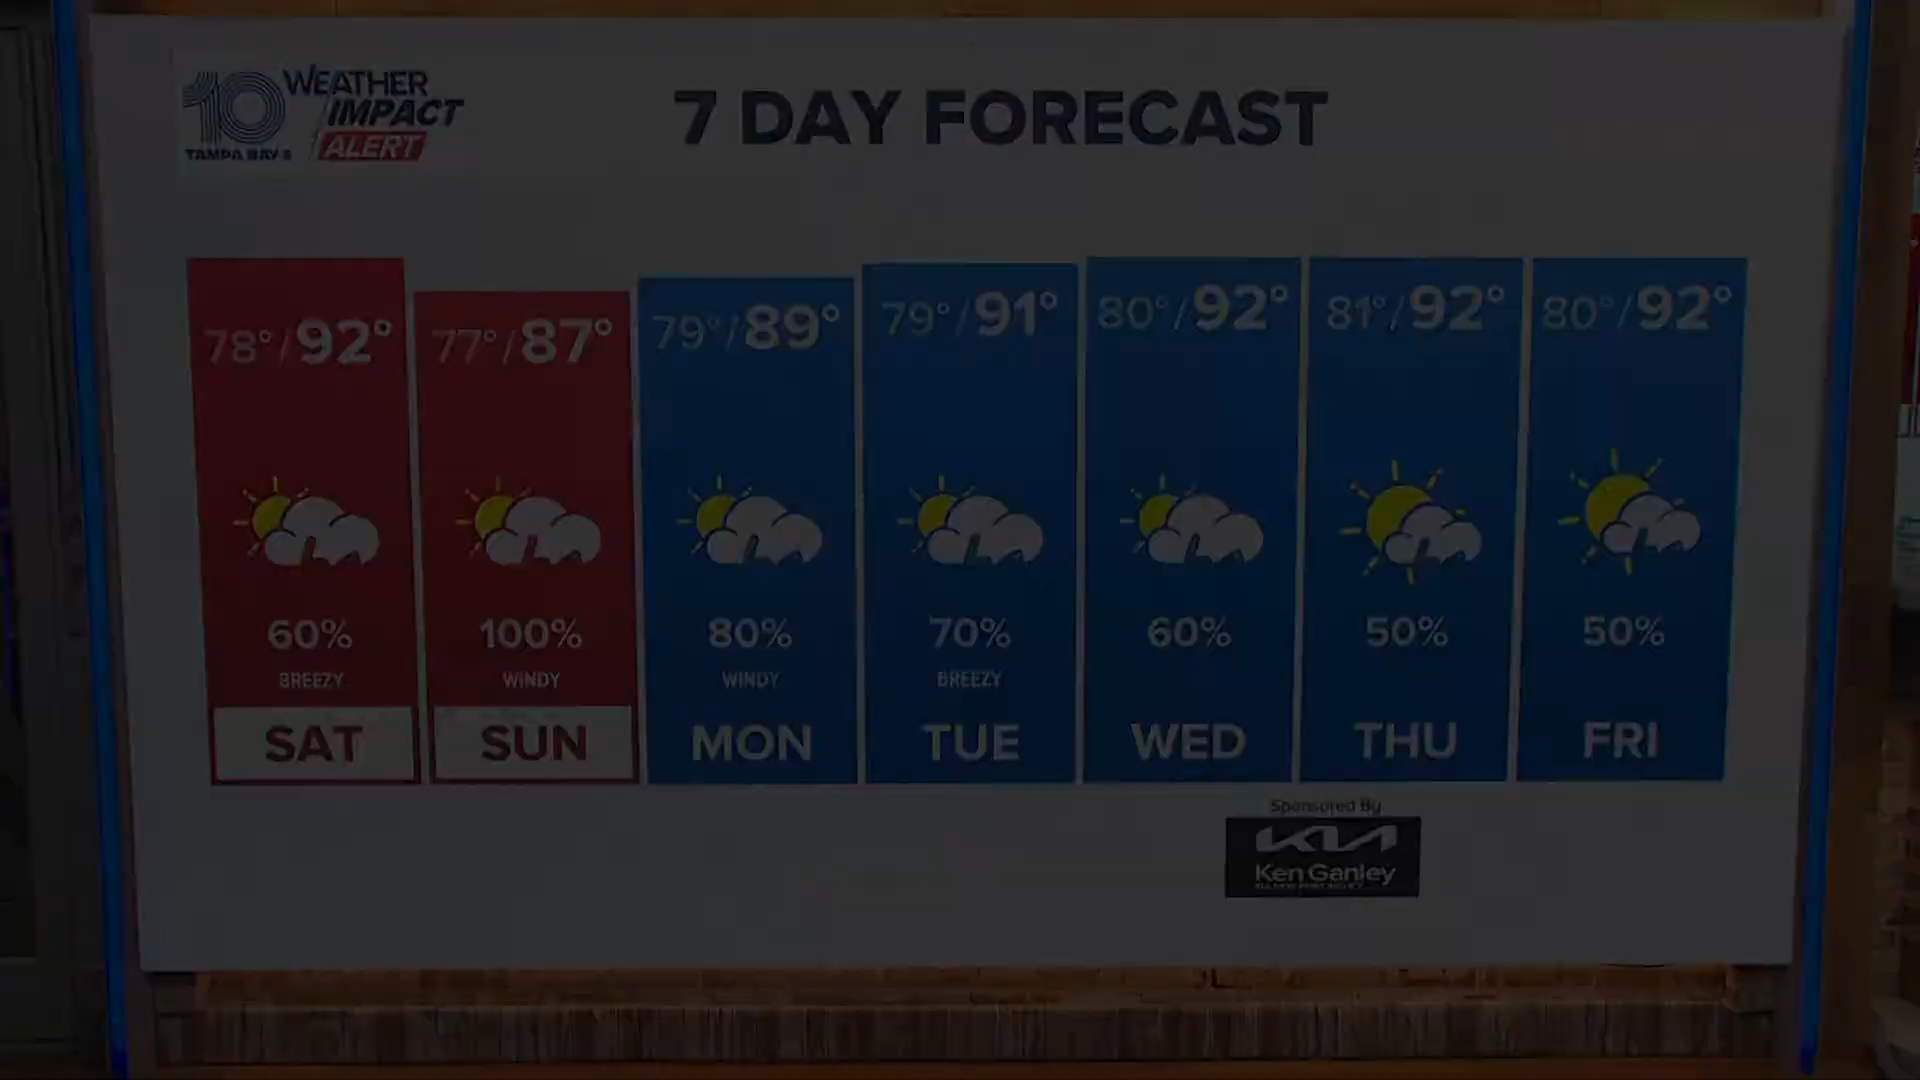 10
TAMPA BAY'S
WEATHER
IMPACT
ALERT
7 DAY FORECAST
78°/92°
77°/87°
79°/89°
79°/91°
80°/92°
81°/92°
80°/92°
60%
100%
80%
70%
60%
50%
50%
BREEZY
WINDY
WINDY
BREEZY
SAT
SUN
MON
TUE
WED
THU
FRI
Sponsored By
KIA
Ken Ganley